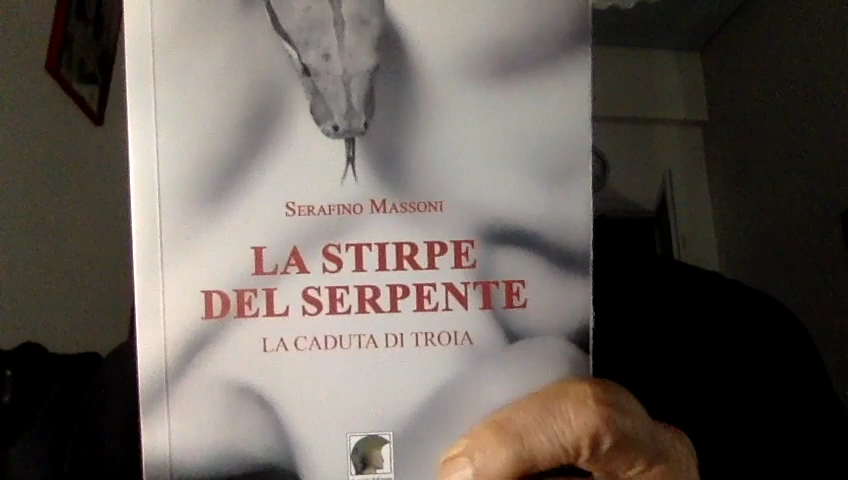 SERAFINO MASSONI
LA STIRPE
DEL SERPENTE
LA CADUTA DI TROIA